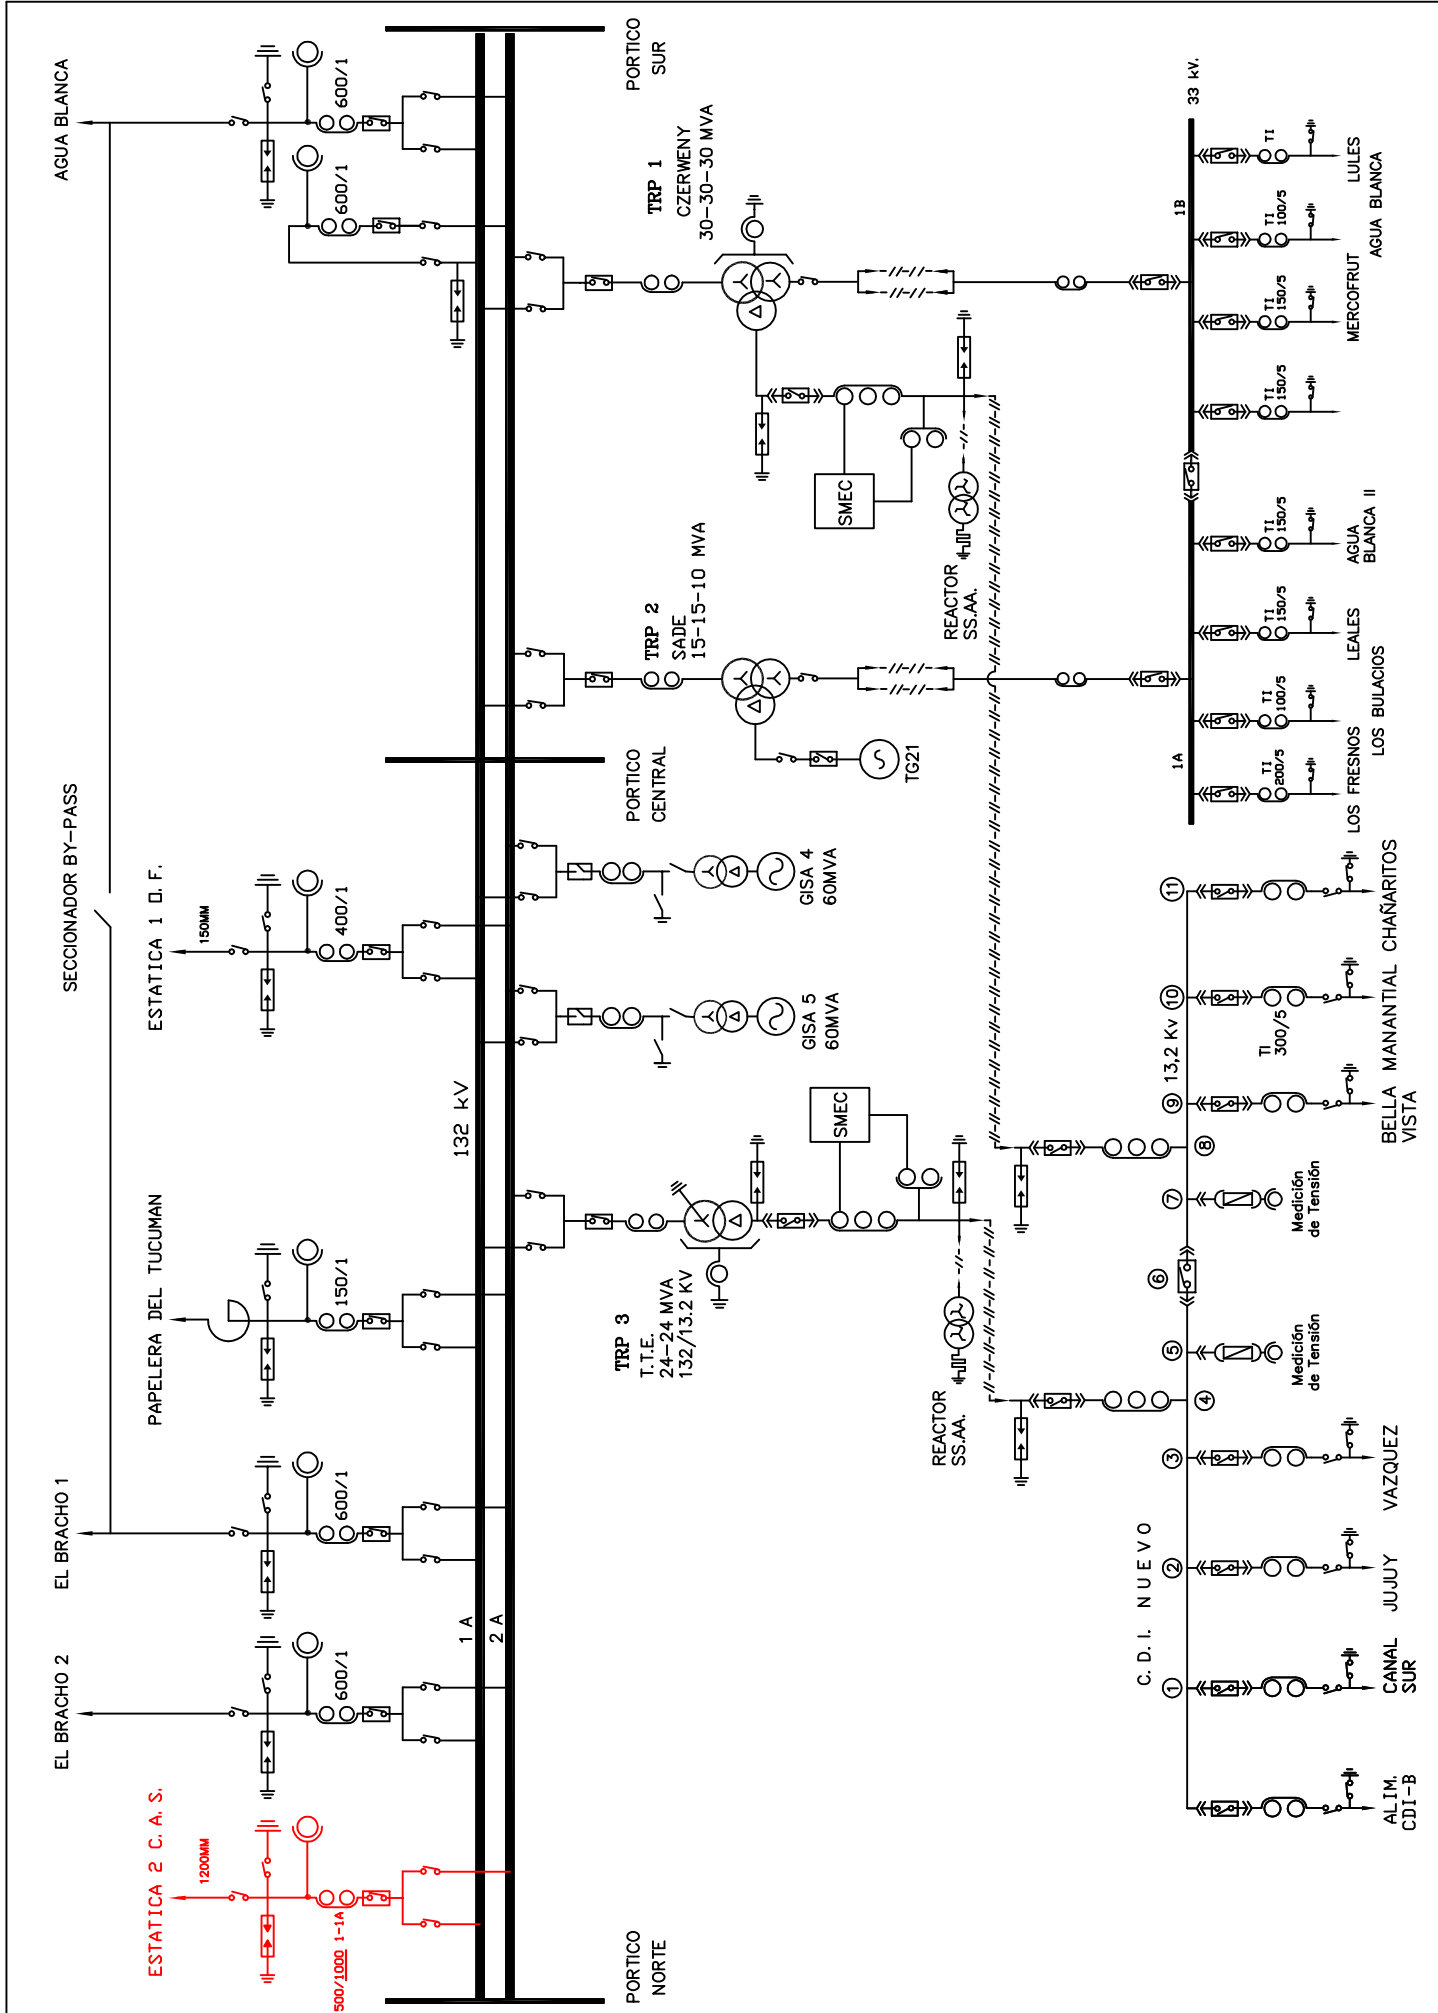 AGUA BLANCA
600/1
600/1
PORTICO
SUR
SECCIONADOR BY-PASS
ESTATICA 1 O. F.
150MM
400/1
132 kV
PORTICO
CENTRAL
PAPELERA DEL TUCUMAN
150/1
EL BRACHO 1
600/1
EL BRACHO 2
600/1
1 A
2 A
ESTATICA 2 C. A. S.
1200MM
500/1000 1-1A
PORTICO
NORTE
TRP 1
CZERWENY
30-30-30 MVA
SMEC
REACTOR
SS.AA.
TRP 2
SADE
15-15-10 MVA
TG21
GISA 4
60MVA
GISA 5
60MVA
TRP 3
T.T.E.
24-24 MVA
132/13.2 KV
SMEC
REACTOR
SS.AA.
33 kV.
1B
TI
LULES
TI
100/5
AGUA BLANCA
TI
150/5
MERCOFRUT
TI
150/5
TI
150/5
AGUA
BLANCA II
TI
150/5
LEALES
TI
100/5
LOS BULACIOS
1A
TI
200/5
LOS FRESNOS
C. D. I. NUEVO
13,2 Kv
11
CHAÑARITOS
10
TI
300/5
MANANTIAL
9
BELLA
VISTA
8
7
Medición
de Tensión
6
5
Medición
de Tensión
4
3
VAZQUEZ
2
JUJUY
1
CANAL
SUR
ALIM.
CDI-B